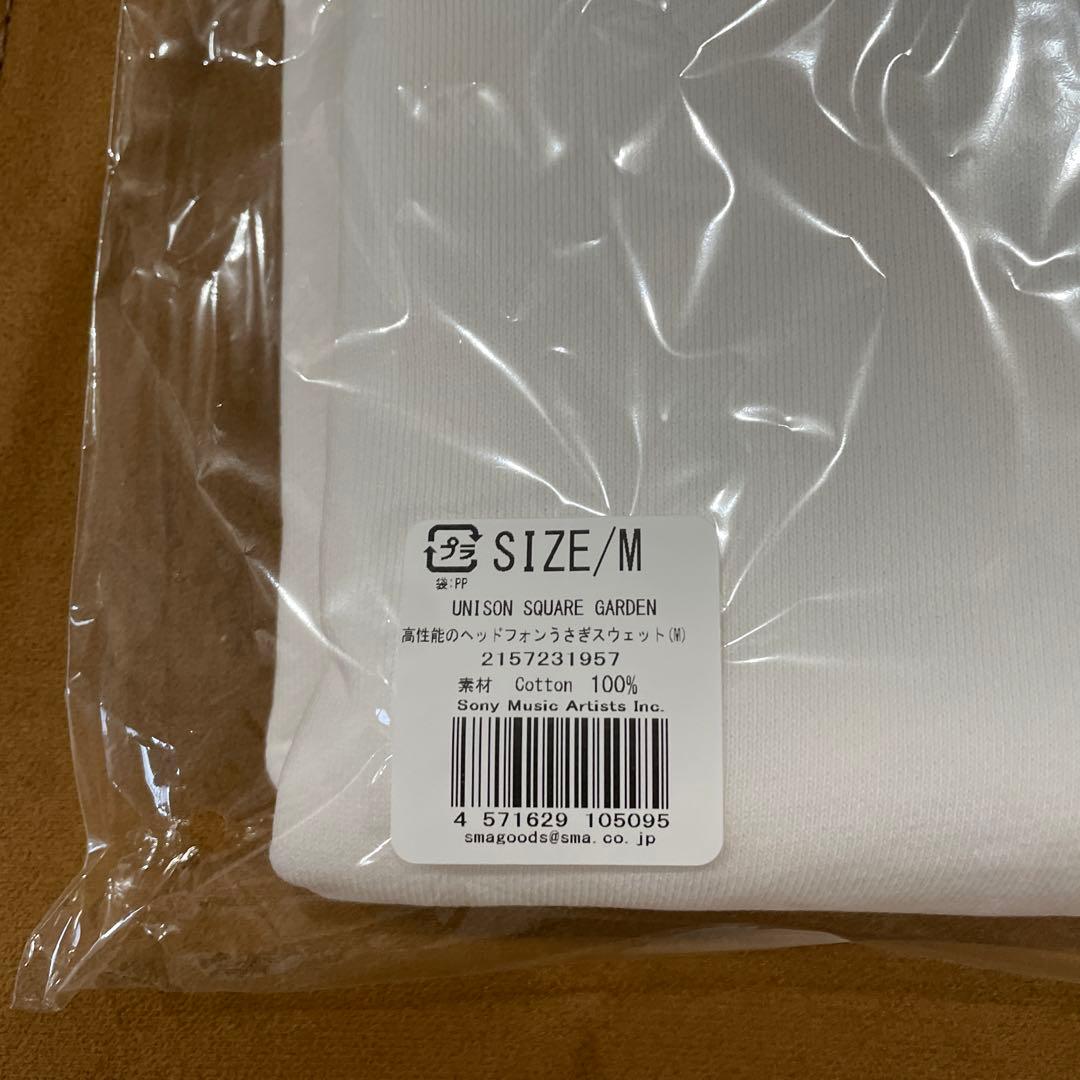 プラ SIZE/M
袋:PP
UNISON SQUARE GARDEN
高性能のヘッドフォンうさぎスウェット(M)
2157231957
素材 Cotton 100%
Sony Music Artists Inc.
4 571629 105095
smagoods@sma.co.jp